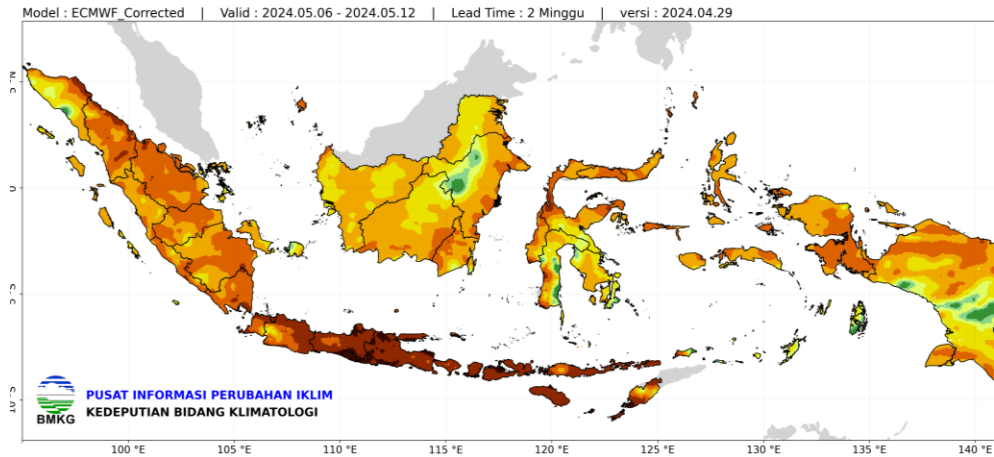 Model : ECMWF_Corrected | Valid : 2024.05.06 - 2024.05.12 | Lead Time : 2 Minggu | versi : 2024.04.29
0
PUSAT INFORMASI PERUBAHAN IKLIM
KEDEPUTIAN BIDANG KLIMATOLOGI
BMKG
100 °E 105 °E 110 °E 115 °E 120 °E 125 °E 130 °E 135 °E 140 °E